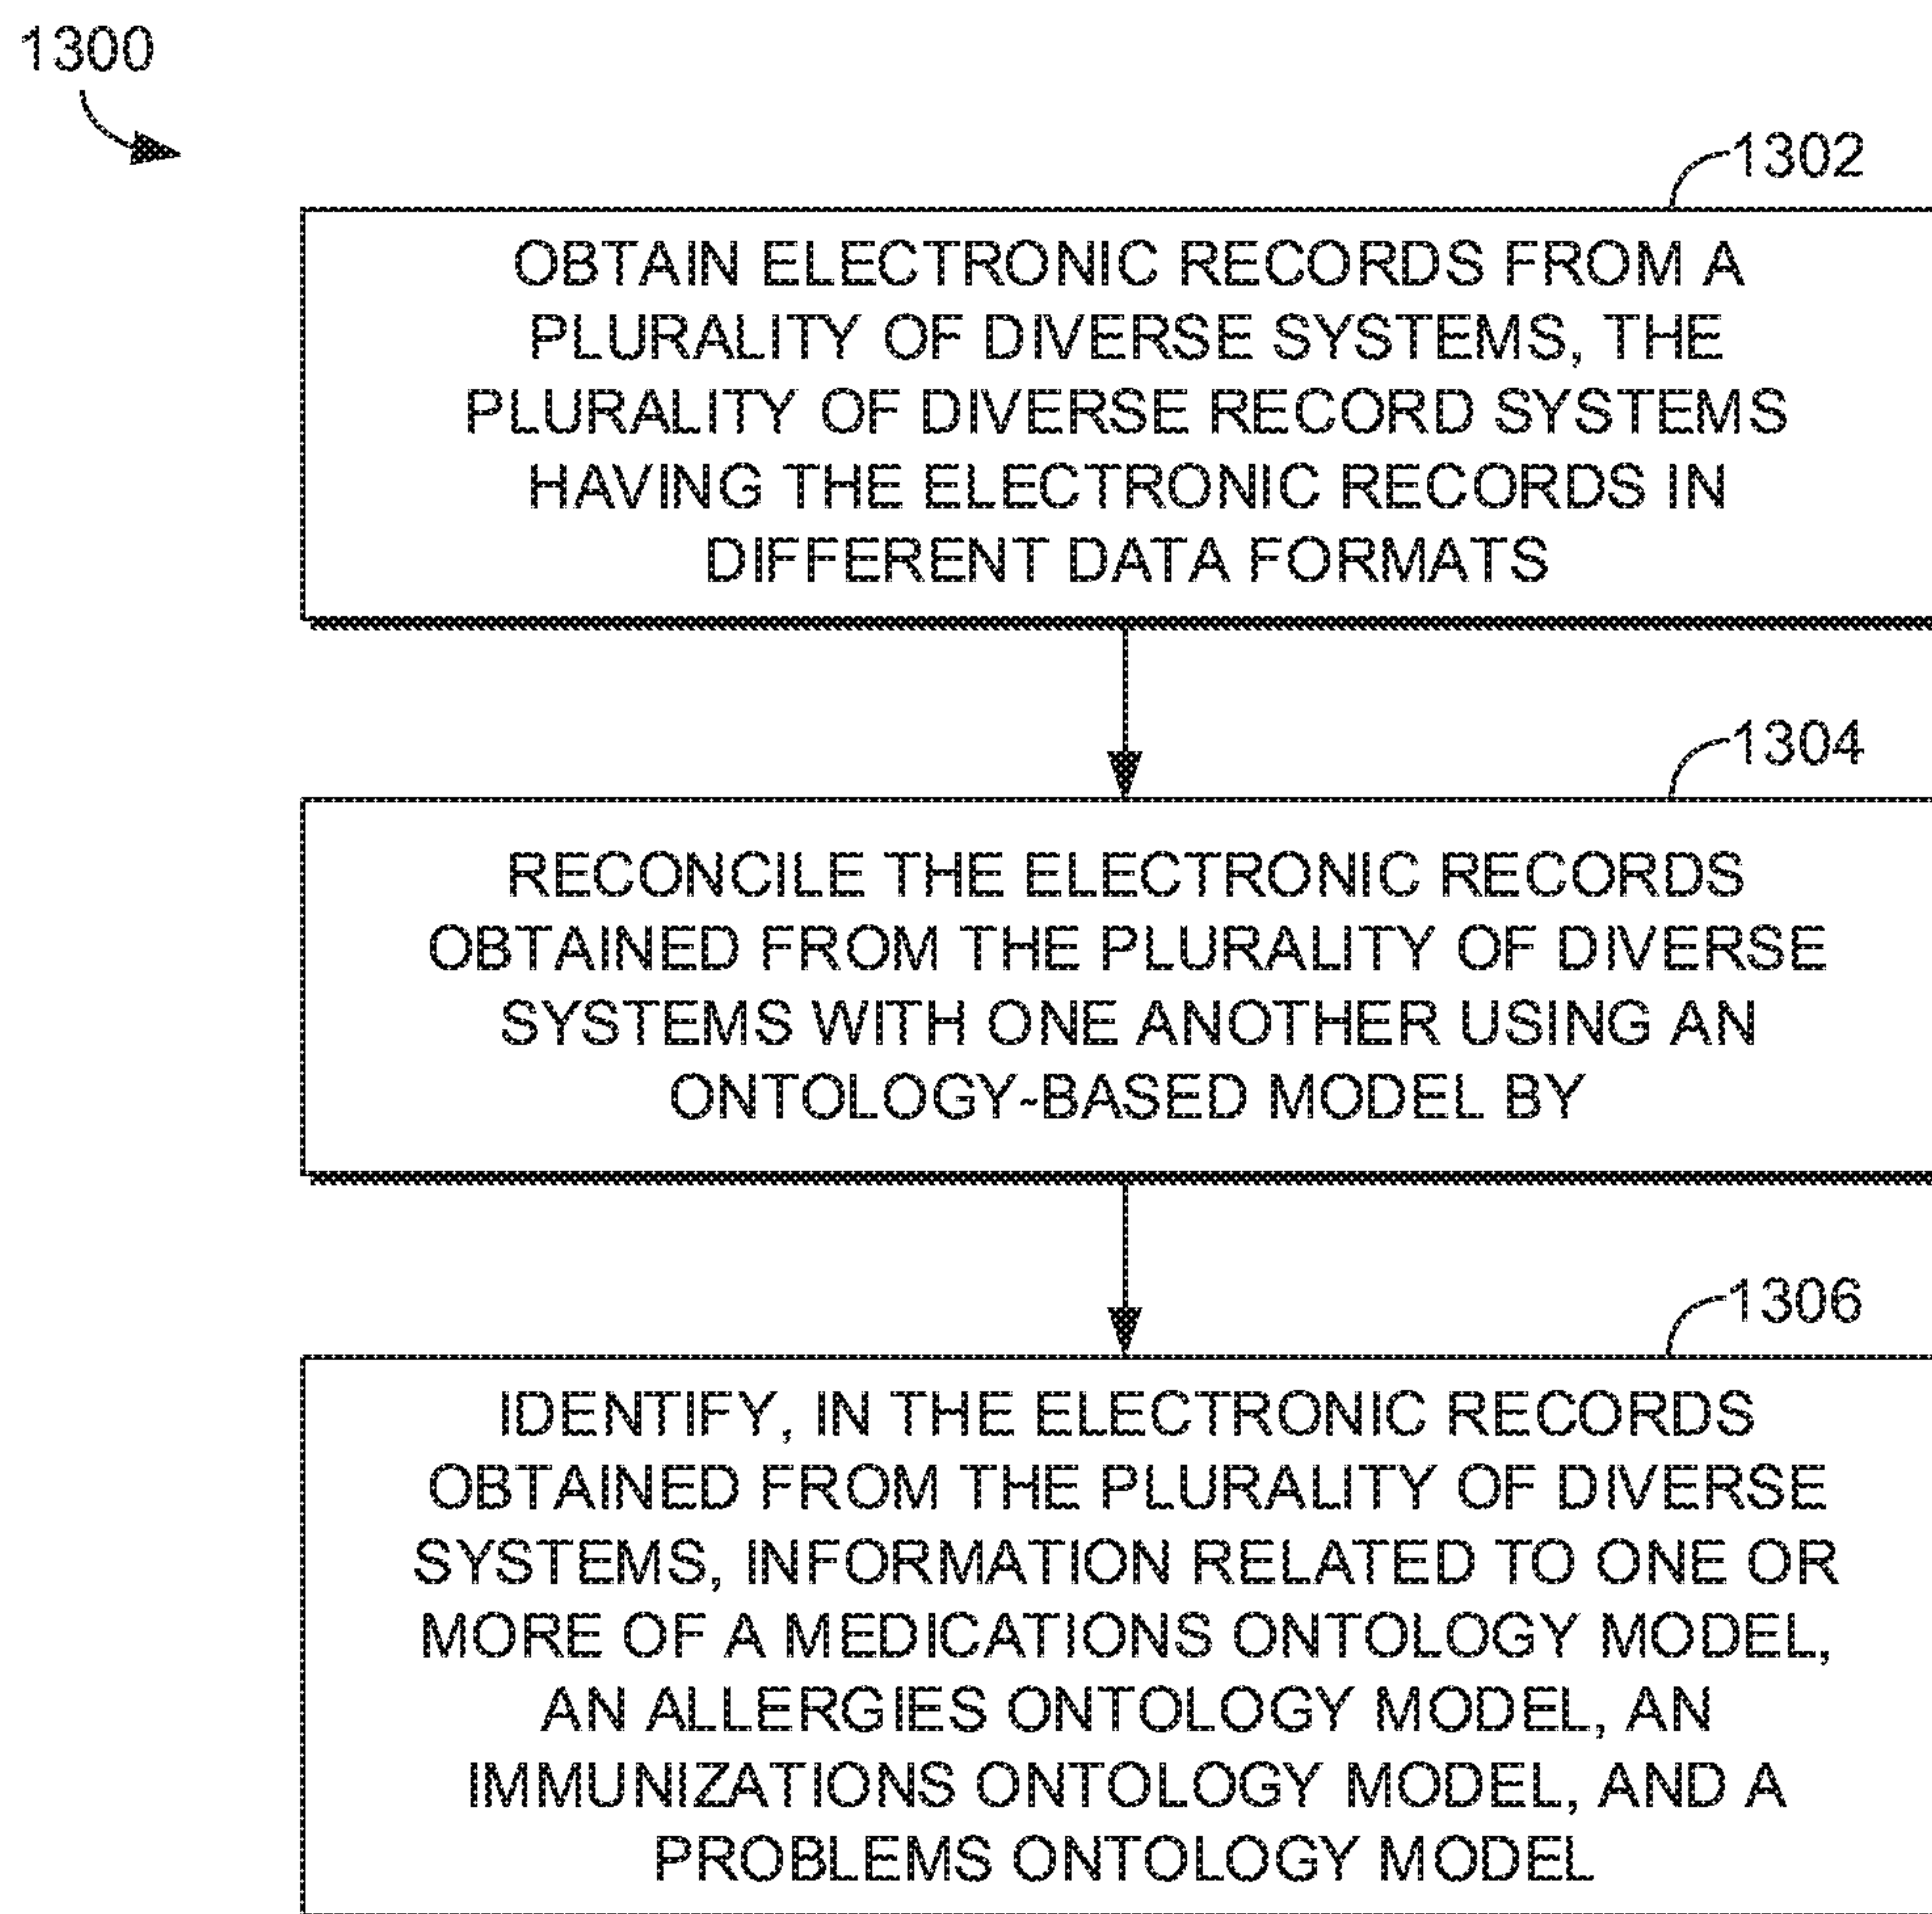 1300
1302
OBTAIN ELECTRONIC RECORDS FROM A
PLURALITY OF DIVERSE SYSTEMS, THE
PLURALITY OF DIVERSE RECORD SYSTEMS
HAVING THE ELECTRONIC RECORDS IN
DIFFERENT DATA FORMATS
1304
RECONCILE THE ELECTRONIC RECORDS
OBTAINED FROM THE PLURALITY OF DIVERSE
SYSTEMS WITH ONE ANOTHER USING AN
ONTOLOGY-BASED MODEL BY
1306
IDENTIFY, IN THE ELECTRONIC RECORDS
OBTAINED FROM THE PLURALITY OF DIVERSE
SYSTEMS, INFORMATION RELATED TO ONE OR
MORE OF A MEDICATIONS ONTOLOGY MODEL,
AN ALLERGIES ONTOLOGY MODEL, AN
IMMUNIZATIONS ONTOLOGY MODEL, AND A
PROBLEMS ONTOLOGY MODEL